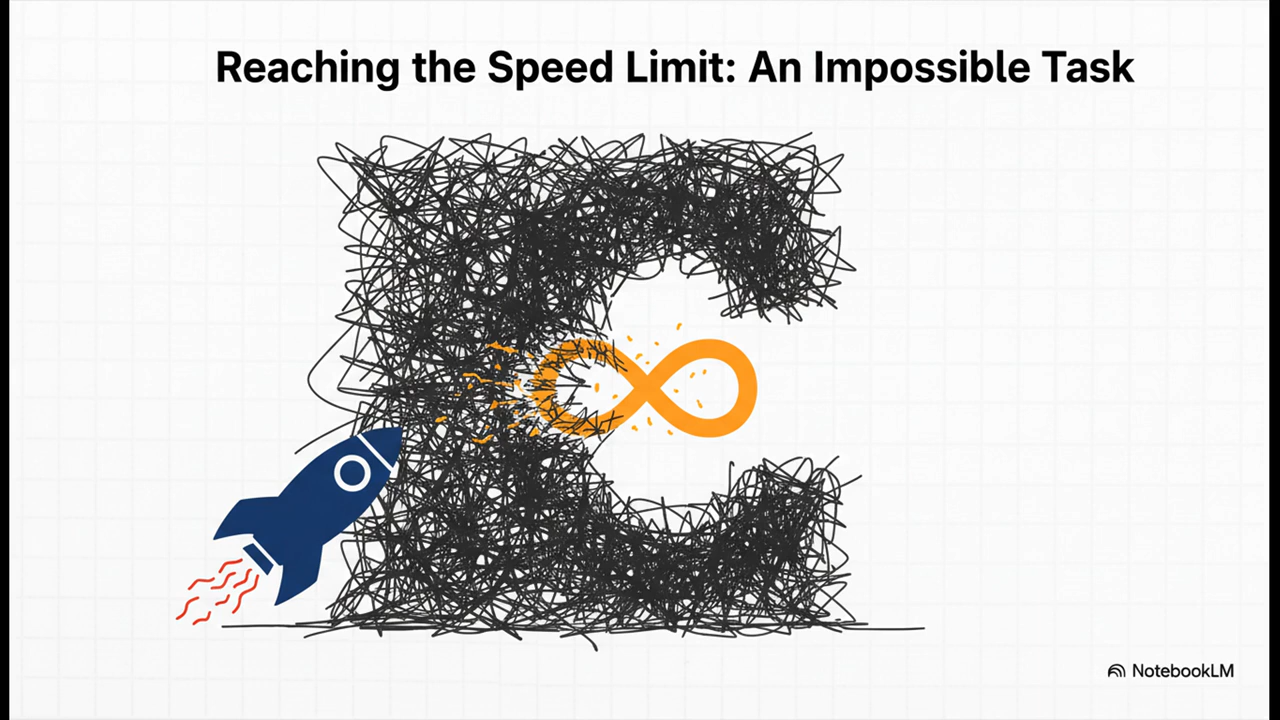 Reaching the Speed Limit: An Impossible Task
C
NotebookLM